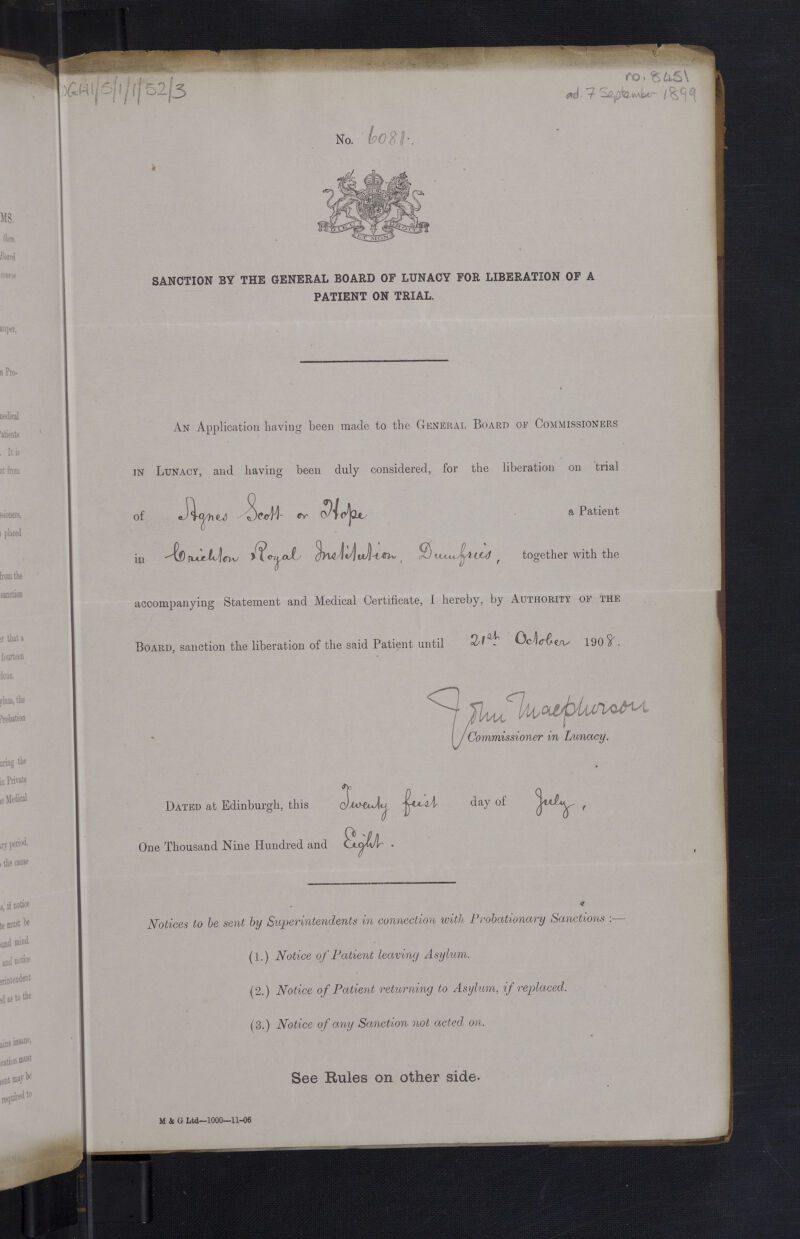 DGH1/5/1/1/52/3
no. 8451
ad. 7 September 1899
No. 6081.
DIEU ET MON DROIT
SANCTION BY THE GENERAL BOARD OF LUNACY FOR LIBERATION OF A
PATIENT ON TRIAL.
AN Application having been made to the GENERAL BOARD OF COMMISSIONERS
IN LUNACY, and having been duly considered, for the liberation on trial
of Agnes Scott or Hope a Patient
in Crichton Royal Institution, Dumfries, together with the
accompanying Statement and Medical Certificate, I hereby, by AUTHORITY OF THE
BOARD, sanction the liberation of the said Patient until 21st October 1908.
John Macpherson
Commissioner in Lunacy.
DATED at Edinburgh, this Twenty first day of July,
One Thousand Nine Hundred and Eight.
Notices to be sent by Superintendents in connection with Probationary Sanctions :—
(1.) Notice of Patient leaving Asylum.
(2.) Notice of Patient returning to Asylum, if replaced.
(3.) Notice of any Sanction not acted on.
See Rules on other side.
M & G Ltd—1000—11-06